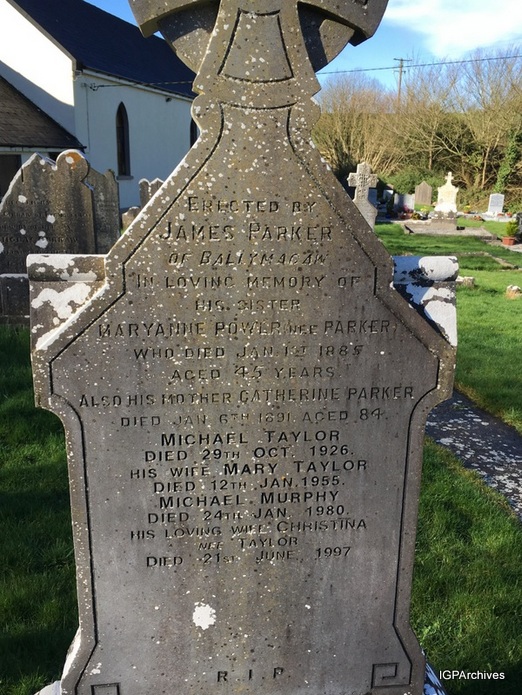 ERECTED BY
JAMES PARKER
OF BALLYNAGAW
IN LOVING MEMORY OF
HIS SISTER
MARYANNE POWER NEE PARKER
WHO DIED JAN 1ST 1885
AGED 45 YEARS
ALSO HIS MOTHER CATHERINE PARKER
DIED JAN 6TH 1891 AGED 84.
MICHAEL TAYLOR
DIED 29TH OCT. 1926.
HIS WIFE MARY TAYLOR
DIED 12TH JAN. 1955.
MICHAEL MURPHY
DIED 24TH JAN. 1980.
HIS LOVING WIFE CHRISTINA
NEE TAYLOR
DIED 21ST JUNE, 1997
R.I.P.
IGPArchives